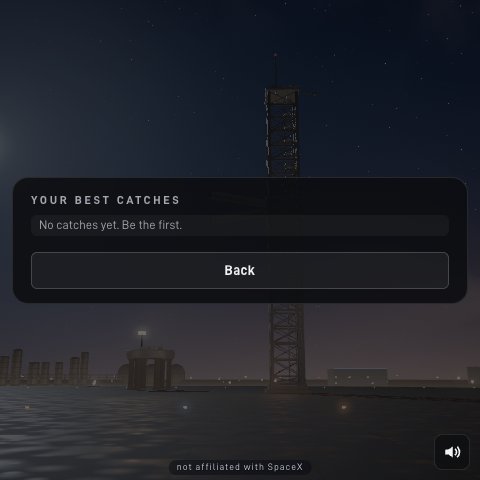 YOUR BEST CATCHES
No catches yet. Be the first.
Back
not affiliated with SpaceX